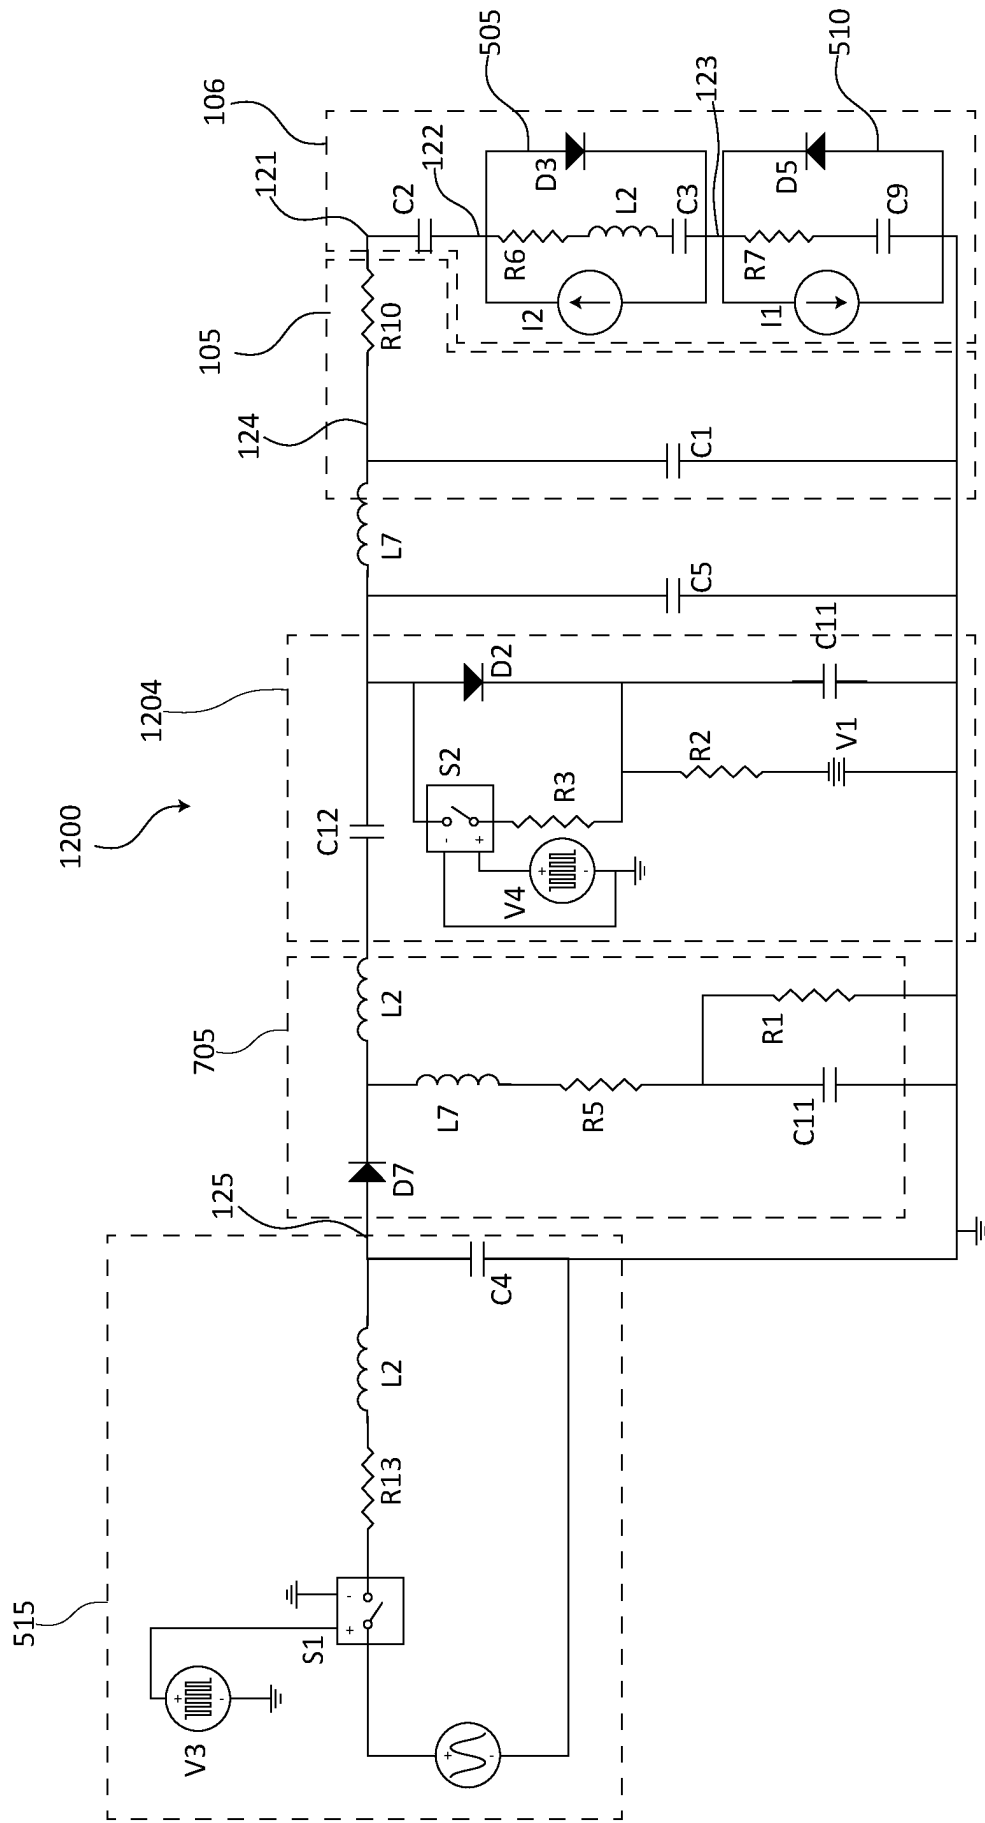 1200
515
V3
+
-
S1
+
-
R13
L2
C4
+
-
125
705
D7
L7
R5
C11
R1
L2
1204
C12
V4
+
-
S2
-
+
R3
D2
R2
V1
C11
C5
L7
105
124
C1
R10
106
121
C2
122
505
I2
R6
L2
C3
D3
123
I1
R7
C9
D5
510